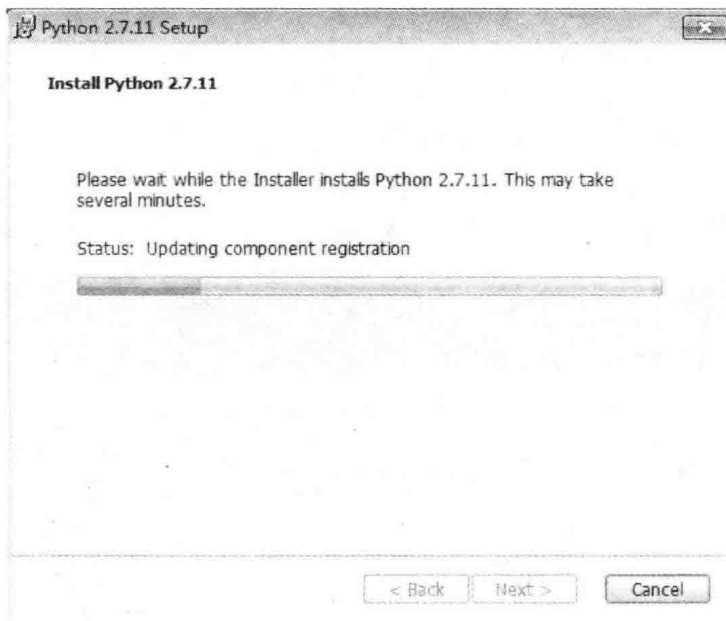 Python 2.7.11 Setup
Install Python 2.7.11
Please wait while the Installer installs Python 2.7.11. This may take
several minutes.
Status: Updating component registration
< Back
Next >
Cancel